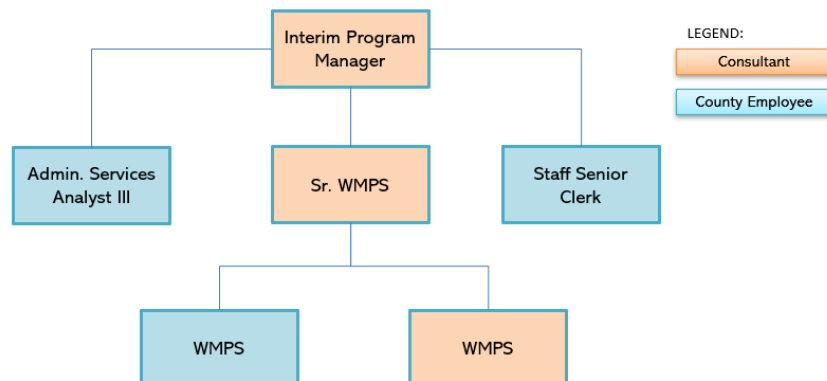 Interim Program
Manager
LEGEND:
Consultant
County Employee
Admin. Services
Analyst III
Sr. WMPS
Staff Senior
Clerk
WMPS
WMPS